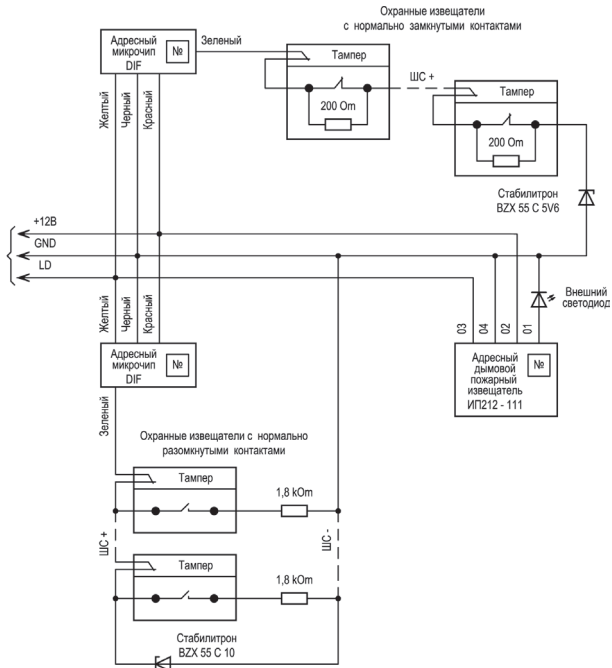 Охранные извещатели
с нормально замкнутыми контактами
Адресный
микрочип
DIF
№
Зеленый
Тампер
200 Om
ШС +
Тампер
200 Om
Желтый
Черный
Красный
Стабилитрон
BZX 55 C 5V6
+12В
GND
LD
Внешний
светодиод
03
04
02
01
Желтый
Черный
Красный
Адресный
микрочип
DIF
№
Адресный
дымовой
пожарный
извещатель
ИП212 - 111
№
Зеленый
Охранные извещатели с нормально
разомкнутыми контактами
Тампер
1,8 kOm
ШС +
ШС -
Тампер
1,8 kOm
Стабилитрон
BZX 55 C 10